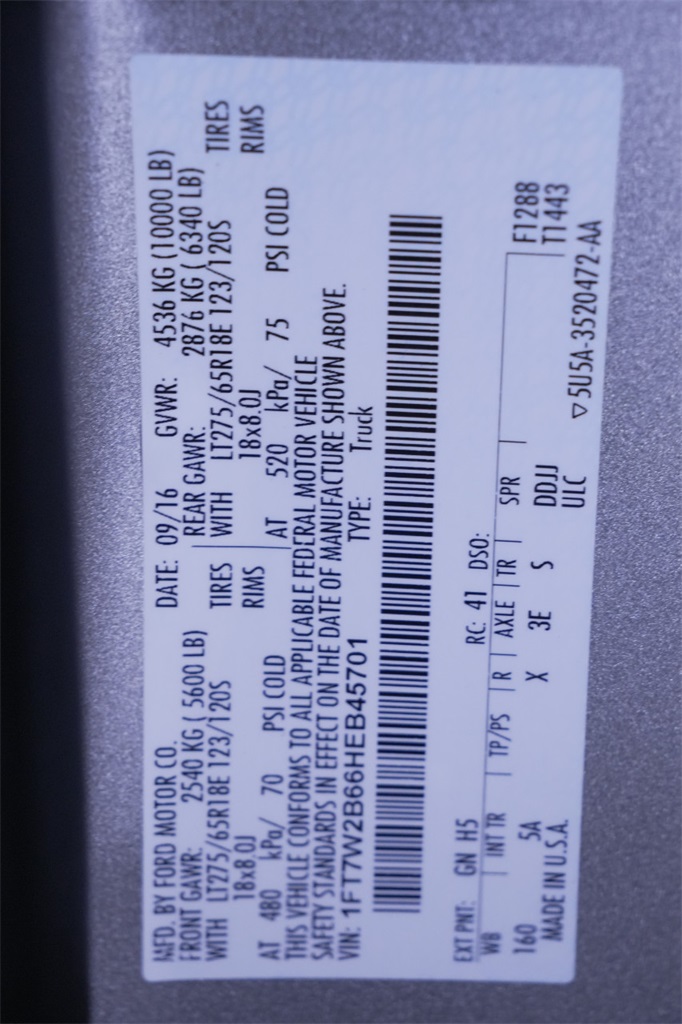 MFD. BY FORD MOTOR CO. DATE: 09/16 GVWR: 4536 KG (10000 LB)
FRONT GAWR: 2540 KG ( 5600 LB) REAR GAWR: 2876 KG ( 6340 LB)
WITH LT275/65R18E 123/120S TIRES WITH LT275/65R18E 123/120S TIRES
18x8.0J RIMS 18x8.0J RIMS
AT 480 kPa/ 70 PSI COLD AT 520 kPa/ 75 PSI COLD
THIS VEHICLE CONFORMS TO ALL APPLICABLE FEDERAL MOTOR VEHICLE
SAFETY STANDARDS IN EFFECT ON THE DATE OF MANUFACTURE SHOWN ABOVE.
VIN: 1FT7W2B66HEB45701 TYPE: Truck
EXT PNT: GN H5 RC: 41 DSO:
WB INT TR TP/PS R AXLE TR SPR F1288
160 5A X 3E S DDJJ T1443
MADE IN U.S.A. ULC ▽5U5A-3520472-AA